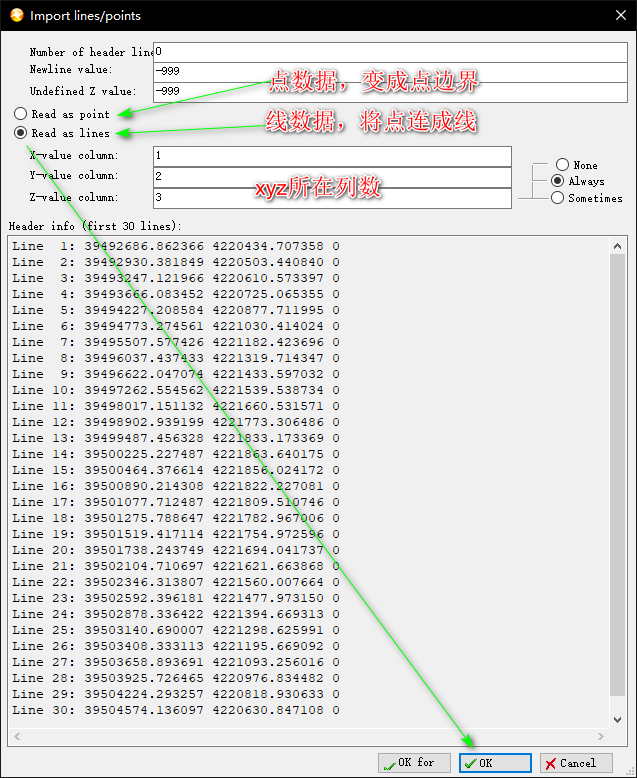 Import lines/points
Number of header line 0
Newline value: -999
Undefined Z value: -999
点数据，变成点边界
Read as point
线数据，将点连成线
Read as lines
X-value column: 1
None
Y-value column: 2
Always
xyz所在列数
Z-value column: 3
Sometimes
Header info (first 30 lines):
Line 1: 39492686.862366 4220434.707358 0
Line 2: 39492930.381849 4220503.440840 0
Line 3: 39493247.121966 4220610.573397 0
Line 4: 39493666.083452 4220725.065355 0
Line 5: 39494227.208584 4220877.711995 0
Line 6: 39494773.274561 4221030.414024 0
Line 7: 39495507.577426 4221182.423696 0
Line 8: 39496037.437433 4221319.714347 0
Line 9: 39496622.047074 4221433.597032 0
Line 10: 39497262.554562 4221539.538734 0
Line 11: 39498017.151132 4221660.531571 0
Line 12: 39498902.939199 4221773.306486 0
Line 13: 39499487.456328 4221833.173369 0
Line 14: 39500225.227487 4221863.640175 0
Line 15: 39500464.376614 4221856.024172 0
Line 16: 39500890.214308 4221822.227081 0
Line 17: 39501077.712487 4221809.510746 0
Line 18: 39501275.788647 4221782.967006 0
Line 19: 39501519.417114 4221754.972596 0
Line 20: 39501738.243749 4221694.041737 0
Line 21: 39502104.710697 4221621.663868 0
Line 22: 39502346.313807 4221560.007664 0
Line 23: 39502592.396181 4221477.973150 0
Line 24: 39502878.336422 4221394.669313 0
Line 25: 39503140.690007 4221298.625991 0
Line 26: 39503408.333113 4221195.669092 0
Line 27: 39503658.893691 4221093.256016 0
Line 28: 39503925.726465 4220976.834482 0
Line 29: 39504224.293257 4220818.930633 0
Line 30: 39504574.136097 4220630.847108 0
OK for
OK
Cancel